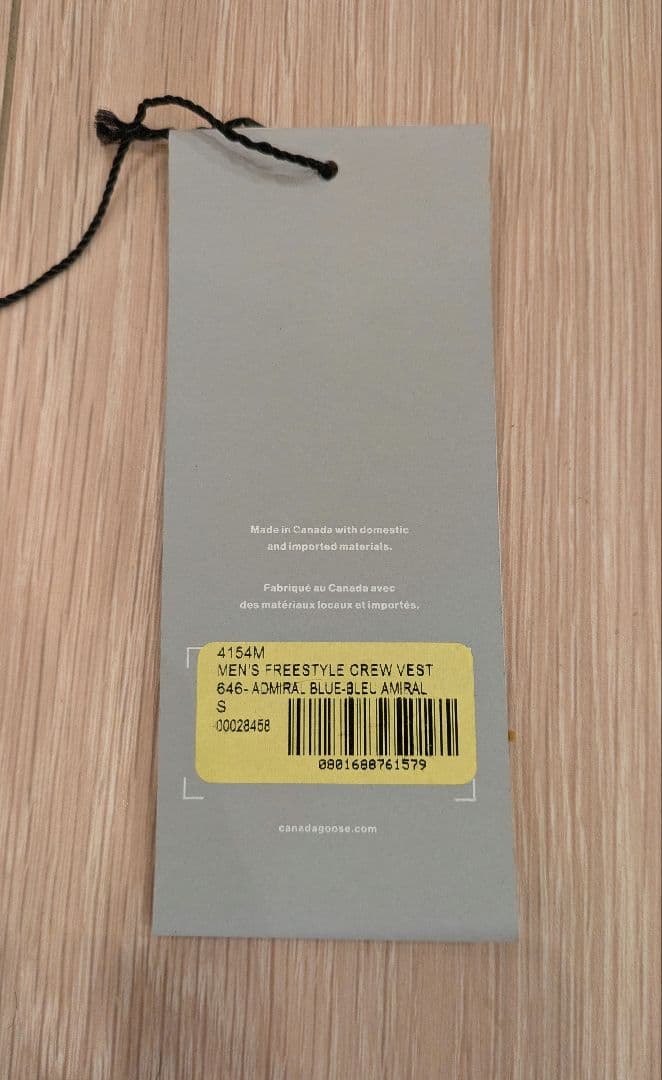 Made in Canada with domestic
and imported materials.
Fabriqué au Canada avec
des matériaux locaux et importés.
4154M
MEN'S FREESTYLE CREW VEST
646- ADMIRAL BLUE-BLEU AMIRAL
S
00028458
0801688761579
canadagoose.com